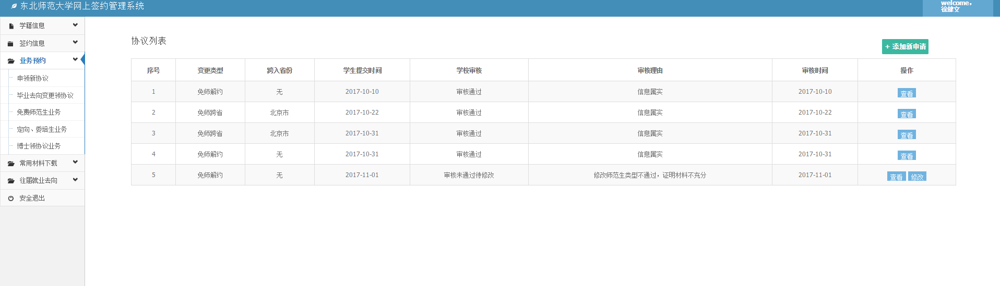 东北师范大学网上签约管理系统
welcome,
徐健文
学籍信息
签约信息
业务预约
申领新协议
毕业去向变更领协议
免费师范生业务
定向、委培生业务
博士领协议业务
常用材料下载
往届就业去向
安全退出
协议列表
+ 添加新申请
序号 变更类型 跨入省份 学生提交时间 学校审核 审核理由 审核时间 操作
1 免师解约 无 2017-10-10 审核通过 信息属实 2017-10-10 查看
2 免师跨省 北京市 2017-10-22 审核通过 信息属实 2017-10-22 查看
3 免师跨省 北京市 2017-10-31 审核通过 信息属实 2017-10-31 查看
4 免师解约 无 2017-10-31 审核通过 信息属实 2017-10-31 查看
5 免师解约 无 2017-11-01 审核未通过待修改 修改师范生类型不通过，证明材料不充分 2017-11-01 查看 修改